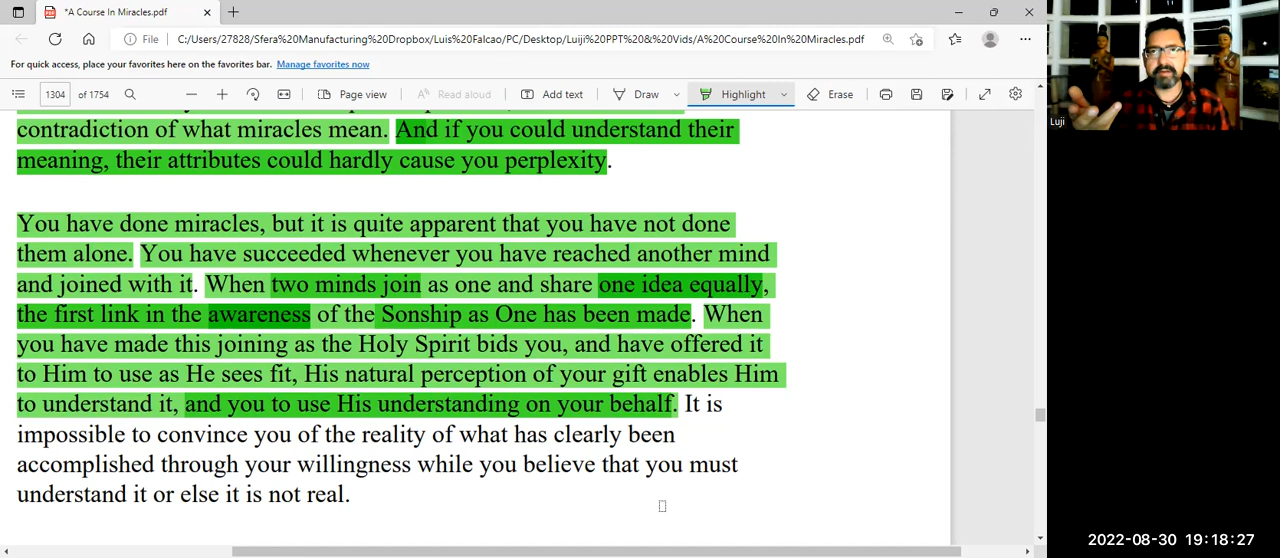 *A Course In Miracles.pdf
File C:/Users/27828/Sfera%20Manufacturing%20Dropbox/Luis%20Falcao/PC/Desktop/Luiji%20PPT%20&%20Vids/A%20Course%20In%20Miracles.pdf
For quick access, place your favorites here on the favorites bar. Manage favorites now
1304 of 1754 Page view Read aloud Add text Draw Highlight Erase
contradiction of what miracles mean. And if you could understand their
meaning, their attributes could hardly cause you perplexity.
You have done miracles, but it is quite apparent that you have not done
them alone. You have succeeded whenever you have reached another mind
and joined with it. When two minds join as one and share one idea equally,
the first link in the awareness of the Sonship as One has been made. When
you have made this joining as the Holy Spirit bids you, and have offered it
to Him to use as He sees fit, His natural perception of your gift enables Him
to understand it, and you to use His understanding on your behalf. It is
impossible to convince you of the reality of what has clearly been
accomplished through your willingness while you believe that you must
understand it or else it is not real.
Luji
2022-08-30 19:18:27